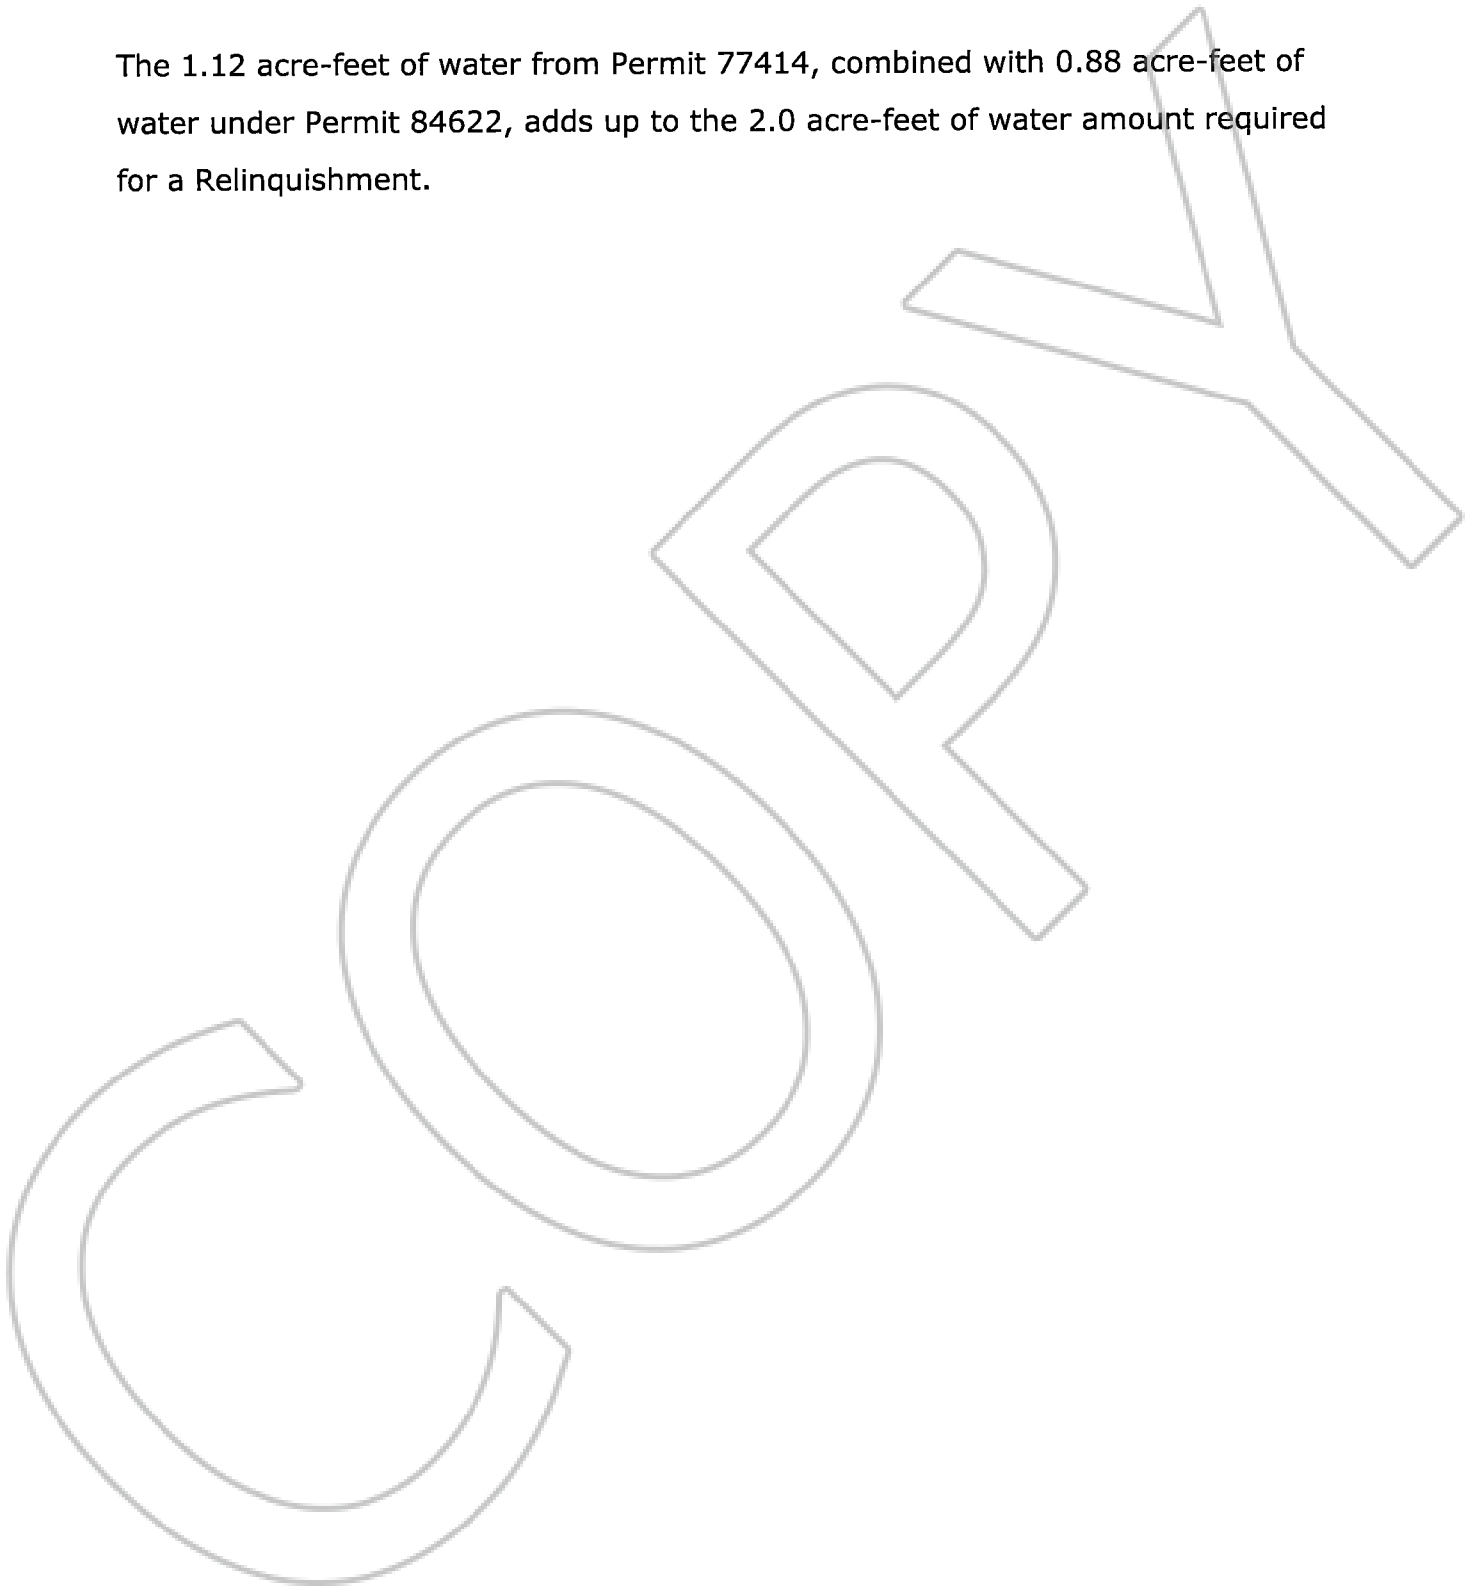 The 1.12 acre-feet of water from Permit 77414, combined with 0.88 acre-feet of
water under Permit 84622, adds up to the 2.0 acre-feet of water amount required
for a Relinquishment.
COPY